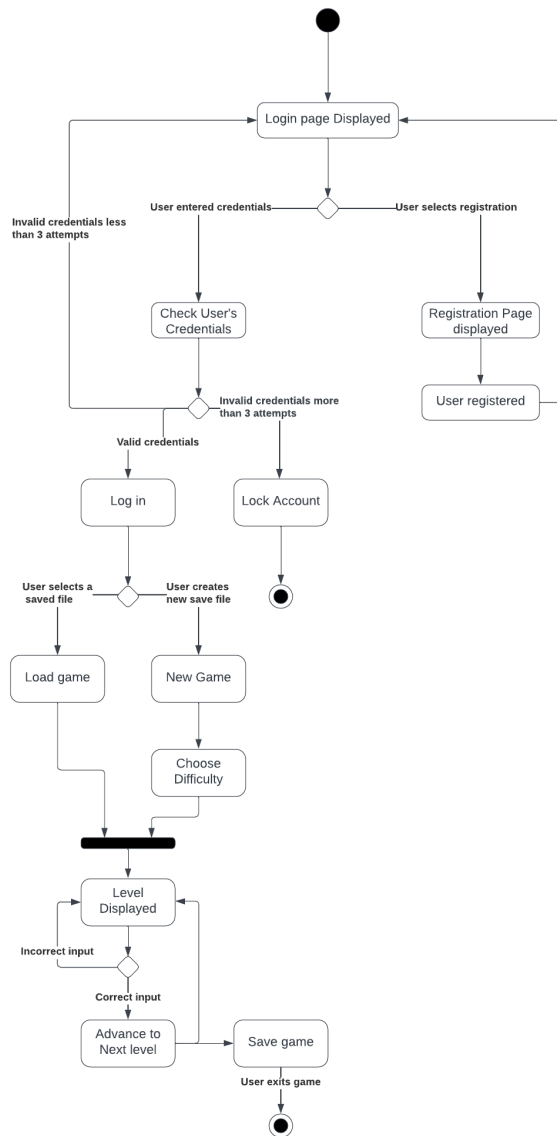 Login page Displayed
User entered credentials
User selects registration
Invalid credentials less
than 3 attempts
Check User's
Credentials
Registration Page
displayed
User registered
Invalid credentials more
than 3 attempts
Valid credentials
Log in
Lock Account
User selects a
saved file
User creates
new save file
Load game
New Game
Choose
Difficulty
Level
Displayed
Incorrect input
Correct input
Advance to
Next level
Save game
User exits game